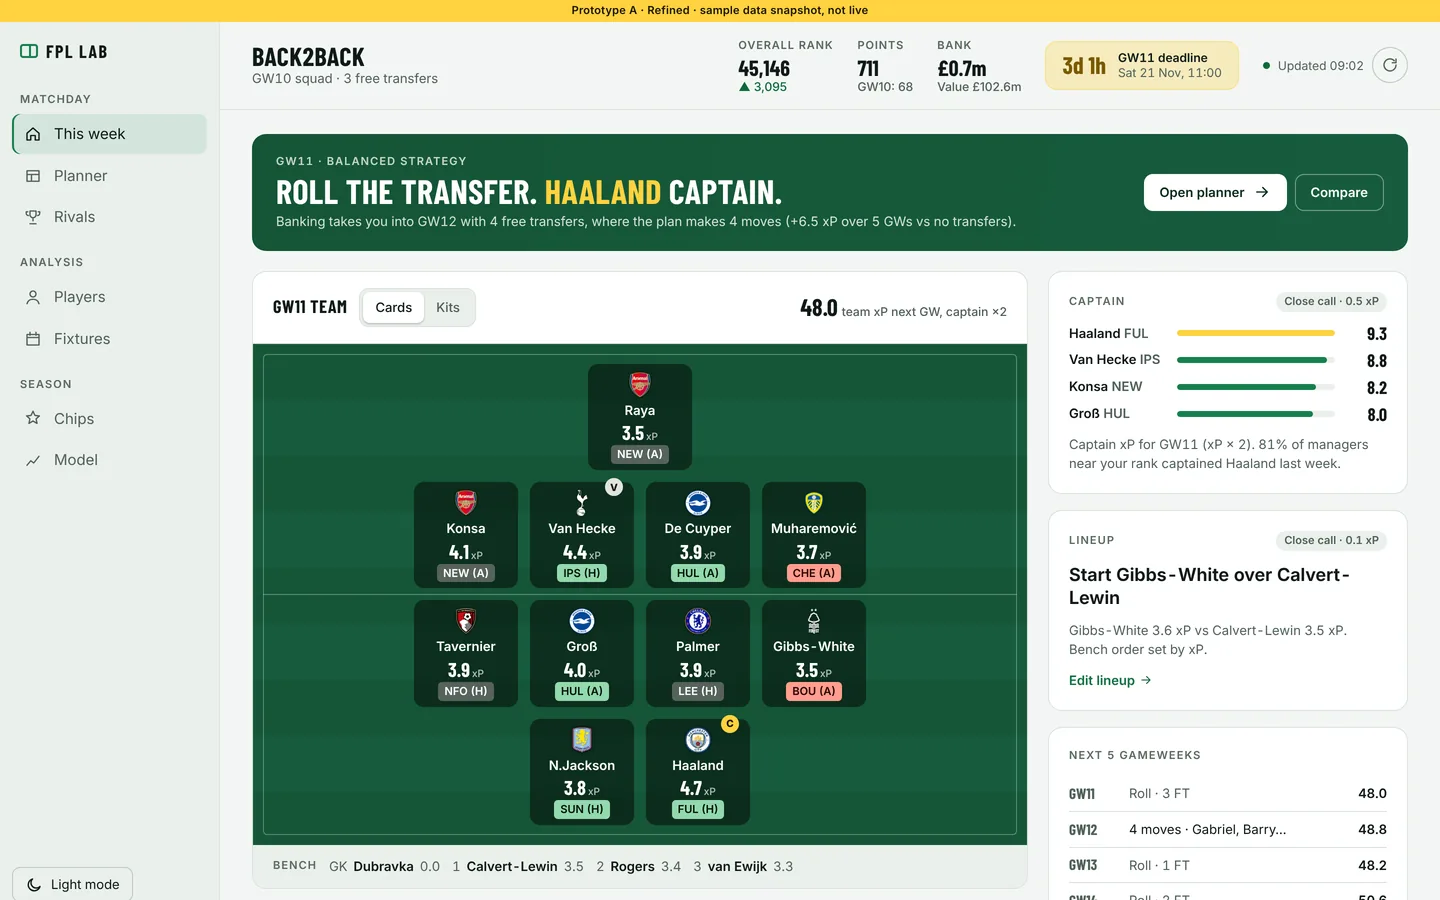 Prototype A · Refined · sample data snapshot, not live
FPL LAB
MATCHDAY
This week
Planner
Rivals
ANALYSIS
Players
Fixtures
SEASON
Chips
Model
Light mode
BACK2BACK
GW10 squad · 3 free transfers
OVERALL RANK
45,146
▲ 3,095
POINTS
711
GW10: 68
BANK
£0.7m
Value £102.6m
3d 1h
GW11 deadline
Sat 21 Nov, 11:00
Updated 09:02
GW11 · BALANCED STRATEGY
ROLL THE TRANSFER. HAALAND CAPTAIN.
Banking takes you into GW12 with 4 free transfers, where the plan makes 4 moves (+6.5 xP over 5 GWs vs no transfers).
Open planner →
Compare
GW11 TEAM
Cards
Kits
48.0 team xP next GW, captain ×2
Raya
3.5 xP
NEW (A)
Konsa
4.1 xP
NEW (A)
V
Van Hecke
4.4 xP
IPS (H)
De Cuyper
3.9 xP
HUL (A)
Muharemović
3.7 xP
CHE (A)
Tavernier
3.9 xP
NFO (H)
Groß
4.0 xP
HUL (A)
Palmer
3.9 xP
LEE (H)
Gibbs-White
3.5 xP
BOU (A)
N.Jackson
3.8 xP
SUN (H)
C
Haaland
4.7 xP
FUL (H)
BENCH GK Dubravka 0.0 1 Calvert-Lewin 3.5 2 Rogers 3.4 3 van Ewijk 3.3
CAPTAIN
Close call · 0.5 xP
Haaland FUL 9.3
Van Hecke IPS 8.8
Konsa NEW 8.2
Groß HUL 8.0
Captain xP for GW11 (xP × 2). 81% of managers
near your rank captained Haaland last week.
LINEUP
Close call · 0.1 xP
Start Gibbs-White over Calvert-
Lewin
Gibbs-White 3.6 xP vs Calvert-Lewin 3.5 xP.
Bench order set by xP.
Edit lineup →
NEXT 5 GAMEWEEKS
GW11 Roll · 3 FT 48.0
GW12 4 moves · Gabriel, Barry... 48.8
GW13 Roll · 1 FT 48.2